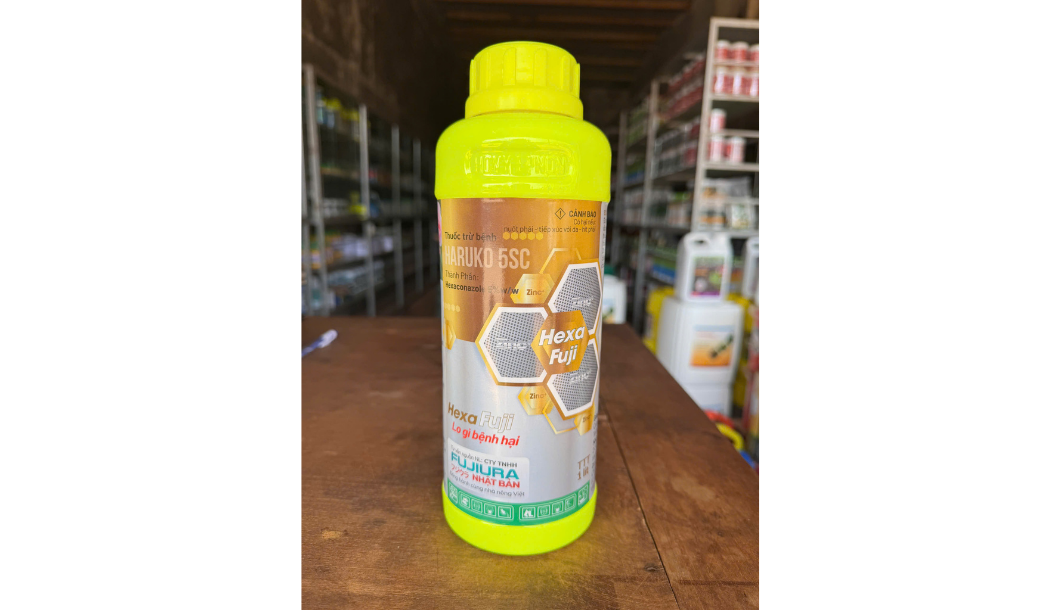 CẢNH BÁO
Thuốc trừ bệnh
HARUKO 5SC
Thành Phần:
Hexaconazole
Zinc+
Zinc+
Zinc+
Hexa
Fuji
Zinc+
Zinc+
Hexa Fuji
Lo gì bệnh hại
CTY TNHH
FUJIURA
NHẬT BẢN